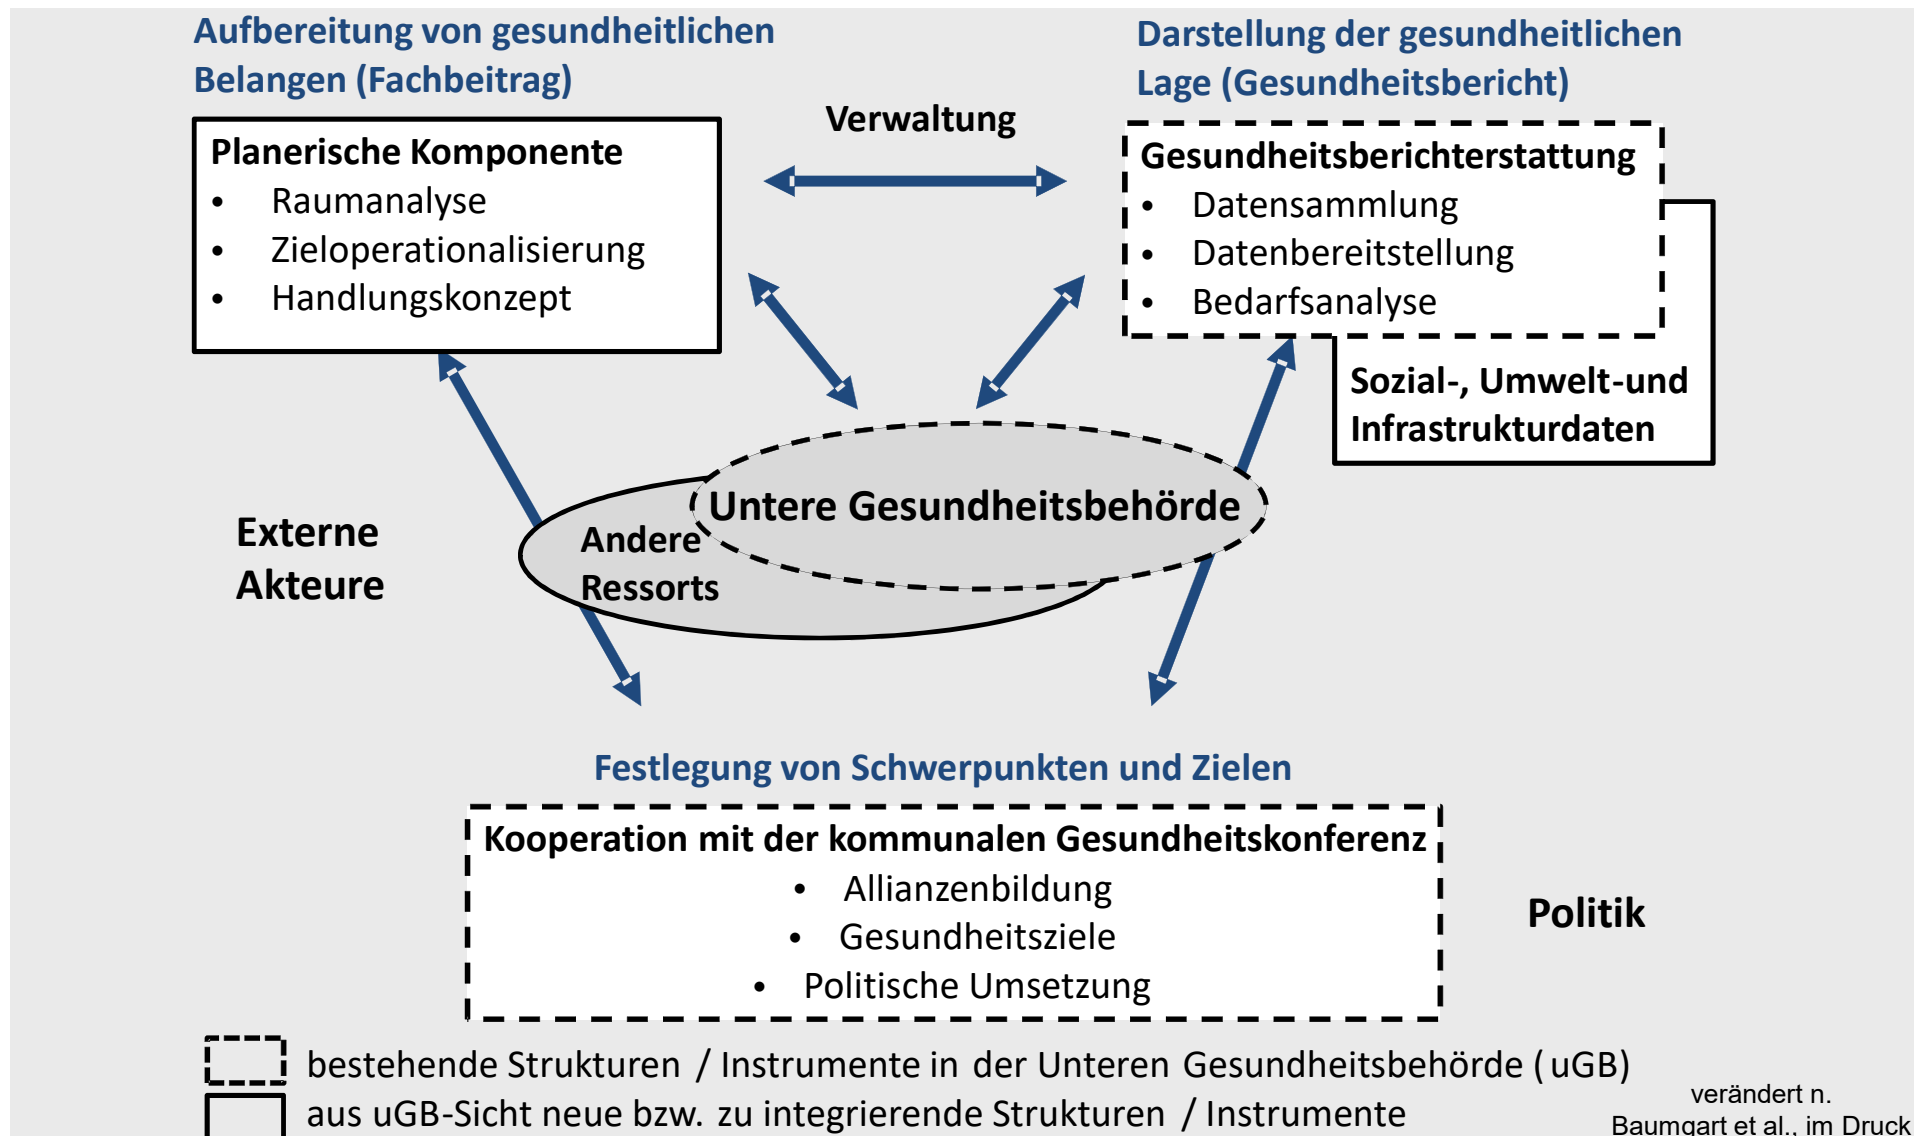 Aufbereitung von gesundheitlichen
Belangen (Fachbeitrag)
Darstellung der gesundheitlichen
Lage (Gesundheitsbericht)
Verwaltung
Planerische Komponente
• Raumanalyse
• Zieloperationalisierung
• Handlungskonzept
Gesundheitsberichterstattung
• Datensammlung
• Datenbereitstellung
• Bedarfsanalyse
Sozial-, Umwelt-und
Infrastrukturdaten
Untere Gesundheitsbehörde
Andere
Ressorts
Externe
Akteure
Festlegung von Schwerpunkten und Zielen
Kooperation mit der kommunalen Gesundheitskonferenz
• Allianzenbildung
• Gesundheitsziele
• Politische Umsetzung
Politik
bestehende Strukturen / Instrumente in der Unteren Gesundheitsbehörde (uGB)
aus uGB-Sicht neue bzw. zu integrierende Strukturen / Instrumente
verändert n.
Baumgart et al., im Druck